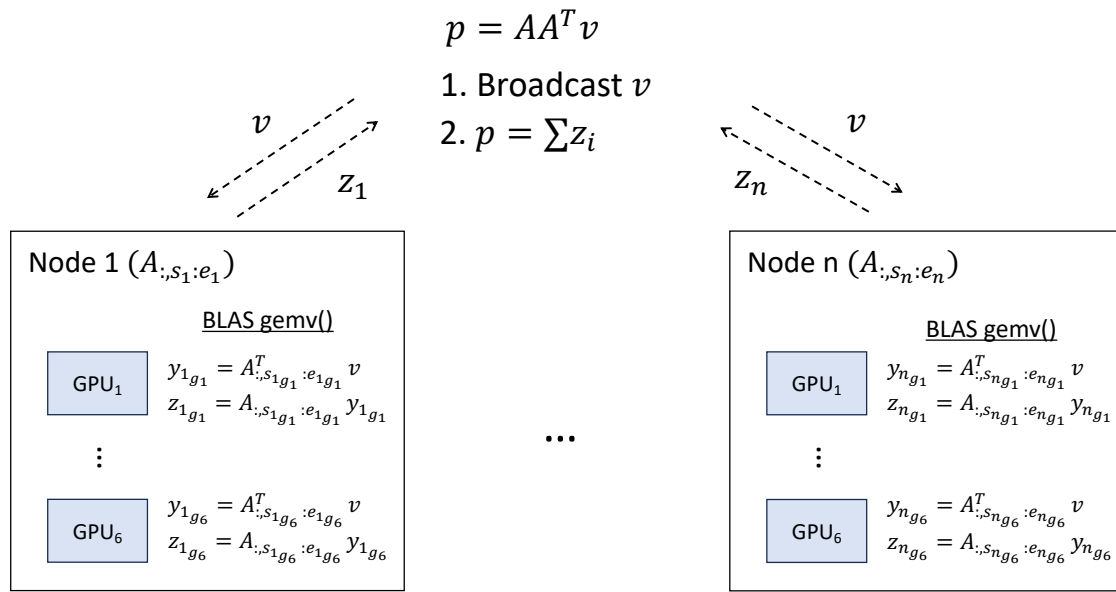 p = AAᵀv
1. Broadcast v
2. p = ∑z_i
v
z_1
v
z_n
Node 1 (A_{:,s_1:e_1})
BLAS gemv()
GPU_1
y_{1_{g_1}} = A^T_{:,s_{1_{g_1}}:e_{1_{g_1}}} v
z_{1_{g_1}} = A_{:,s_{1_{g_1}}:e_{1_{g_1}}} y_{1_{g_1}}
⋮
GPU_6
y_{1_{g_6}} = A^T_{:,s_{1_{g_6}}:e_{1_{g_6}}} v
z_{1_{g_6}} = A_{:,s_{1_{g_6}}:e_{1_{g_6}}} y_{1_{g_6}}
...
Node n (A_{:,s_n:e_n})
BLAS gemv()
GPU_1
y_{n_{g_1}} = A^T_{:,s_{n_{g_1}}:e_{n_{g_1}}} v
z_{n_{g_1}} = A_{:,s_{n_{g_1}}:e_{n_{g_1}}} y_{n_{g_1}}
⋮
GPU_6
y_{n_{g_6}} = A^T_{:,s_{n_{g_6}}:e_{n_{g_6}}} v
z_{n_{g_6}} = A_{:,s_{n_{g_6}}:e_{n_{g_6}}} y_{n_{g_6}}